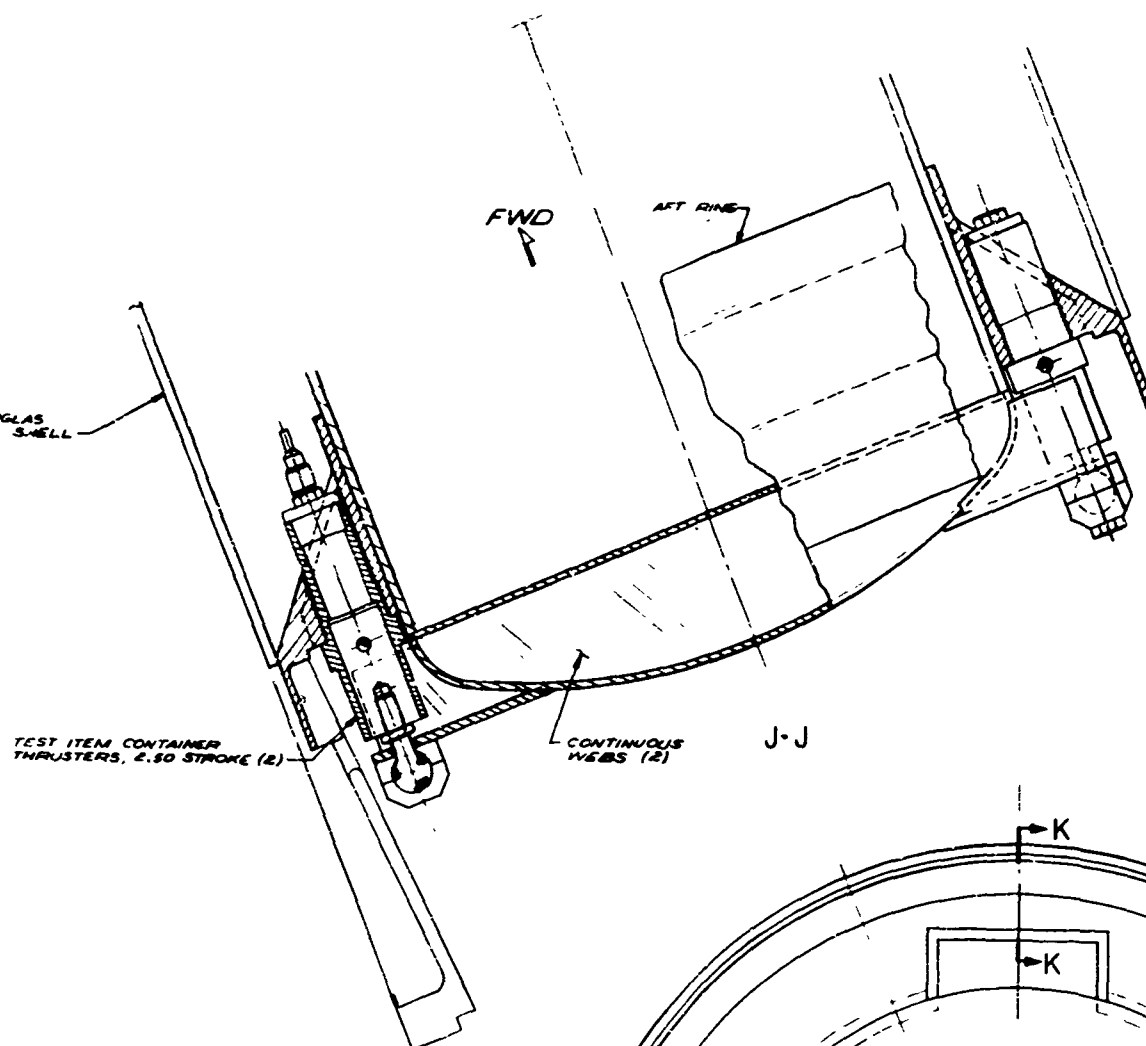 FWD
AFT RING
GLAS
SHELL
TEST ITEM CONTAINER
THRUSTERS, 2.50 STROKE (2)
CONTINUOUS
WEBS (2)
J-J
K
K